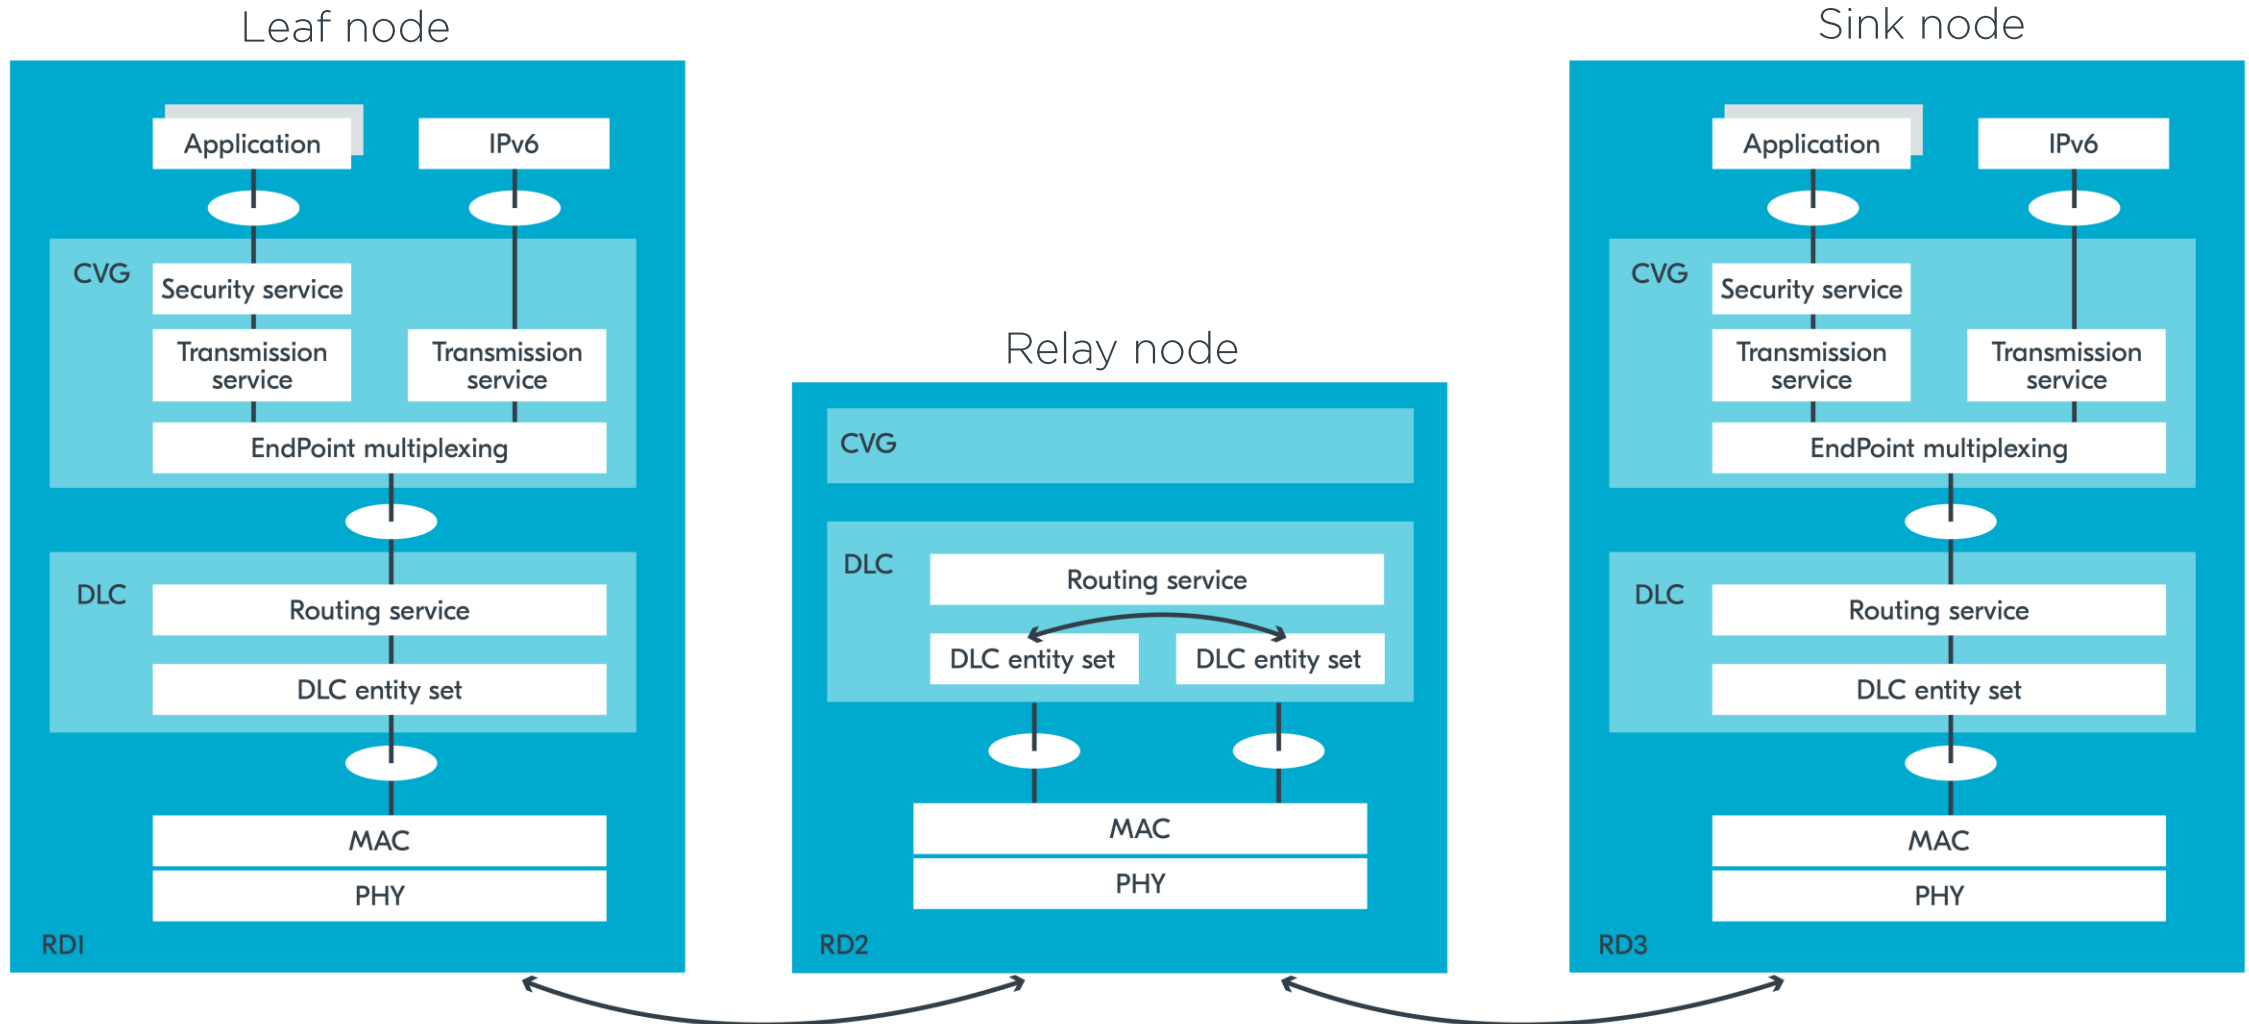 Leaf node
Application
IPv6
CVG
Security service
Transmission
service
Transmission
service
EndPoint multiplexing
DLC
Routing service
DLC entity set
MAC
PHY
RD1
Relay node
CVG
DLC
Routing service
DLC entity set
DLC entity set
MAC
PHY
RD2
Sink node
Application
IPv6
CVG
Security service
Transmission
service
Transmission
service
EndPoint multiplexing
DLC
Routing service
DLC entity set
MAC
PHY
RD3